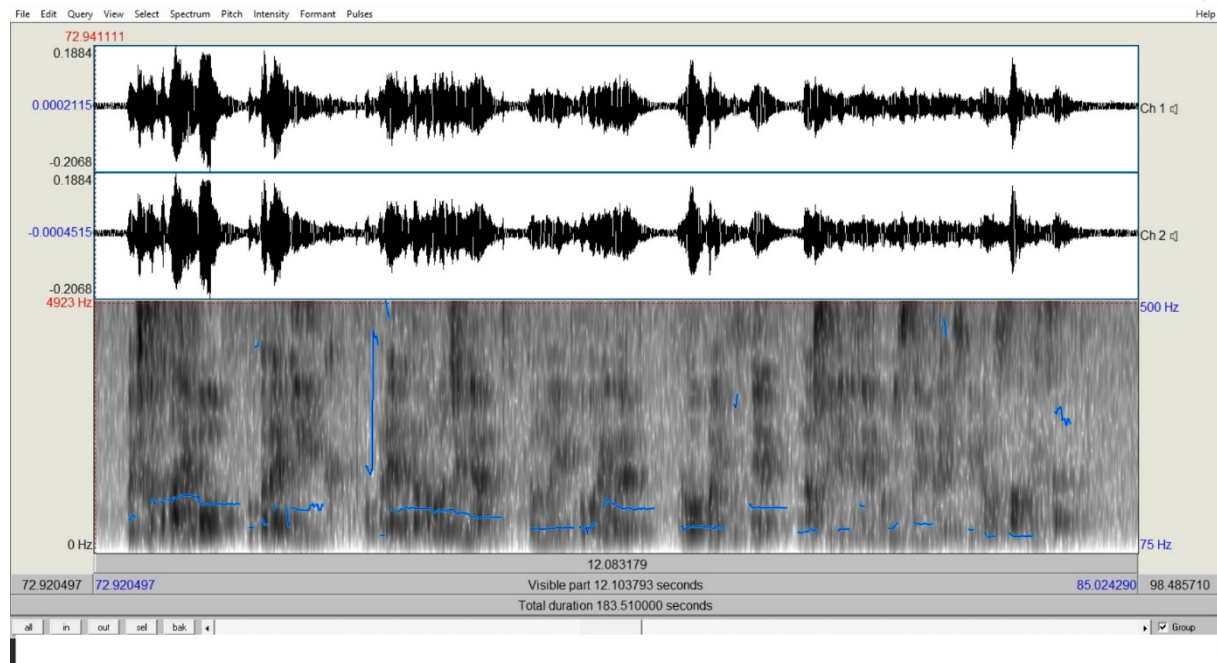 File Edit Query View Select Spectrum Pitch Intensity Formant Pulses Help
72.941111
0.1884
0.0002115 Ch 1
-0.2068
0.1884
-0.0004515 Ch 2
-0.2068
4923 Hz 500 Hz
0 Hz 75 Hz
12.083179
72.920497 72.920497 Visible part 12.103793 seconds 85.024290 98.485710
Total duration 183.510000 seconds
all in out sel bak Group